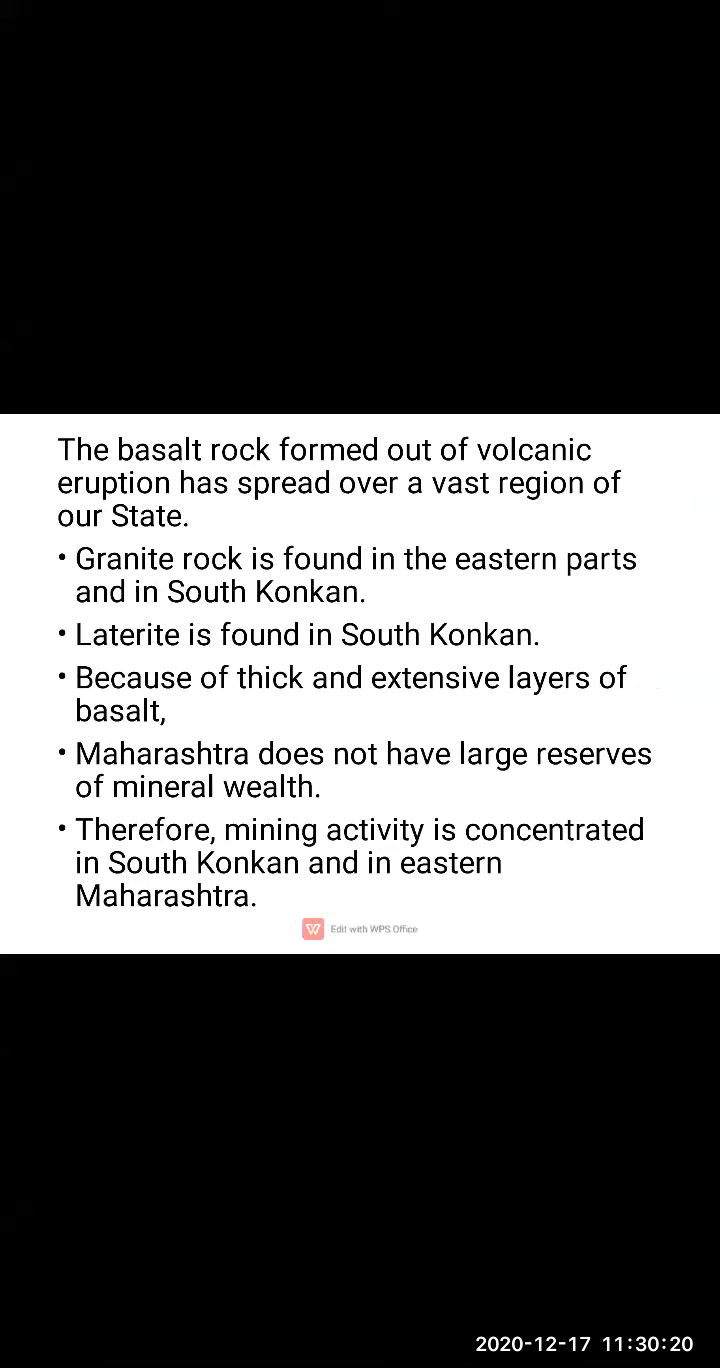 The basalt rock formed out of volcanic
eruption has spread over a vast region of
our State.
• Granite rock is found in the eastern parts
and in South Konkan.
• Laterite is found in South Konkan.
• Because of thick and extensive layers of
basalt,
• Maharashtra does not have large reserves
of mineral wealth.
• Therefore, mining activity is concentrated
in South Konkan and in eastern
Maharashtra.
W Edit with WPS Office
2020-12-17 11:30:20